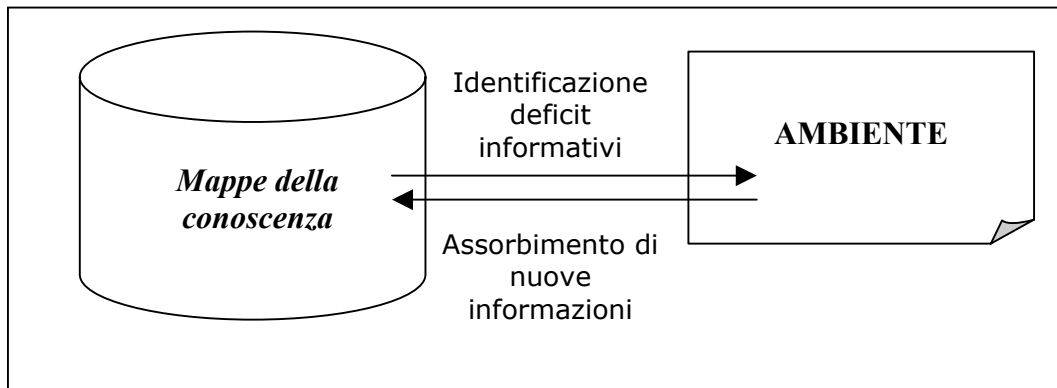 Mappe della
conoscenza
Identificazione
deficit
informativi
Assorbimento di
nuove
informazioni
AMBIENTE